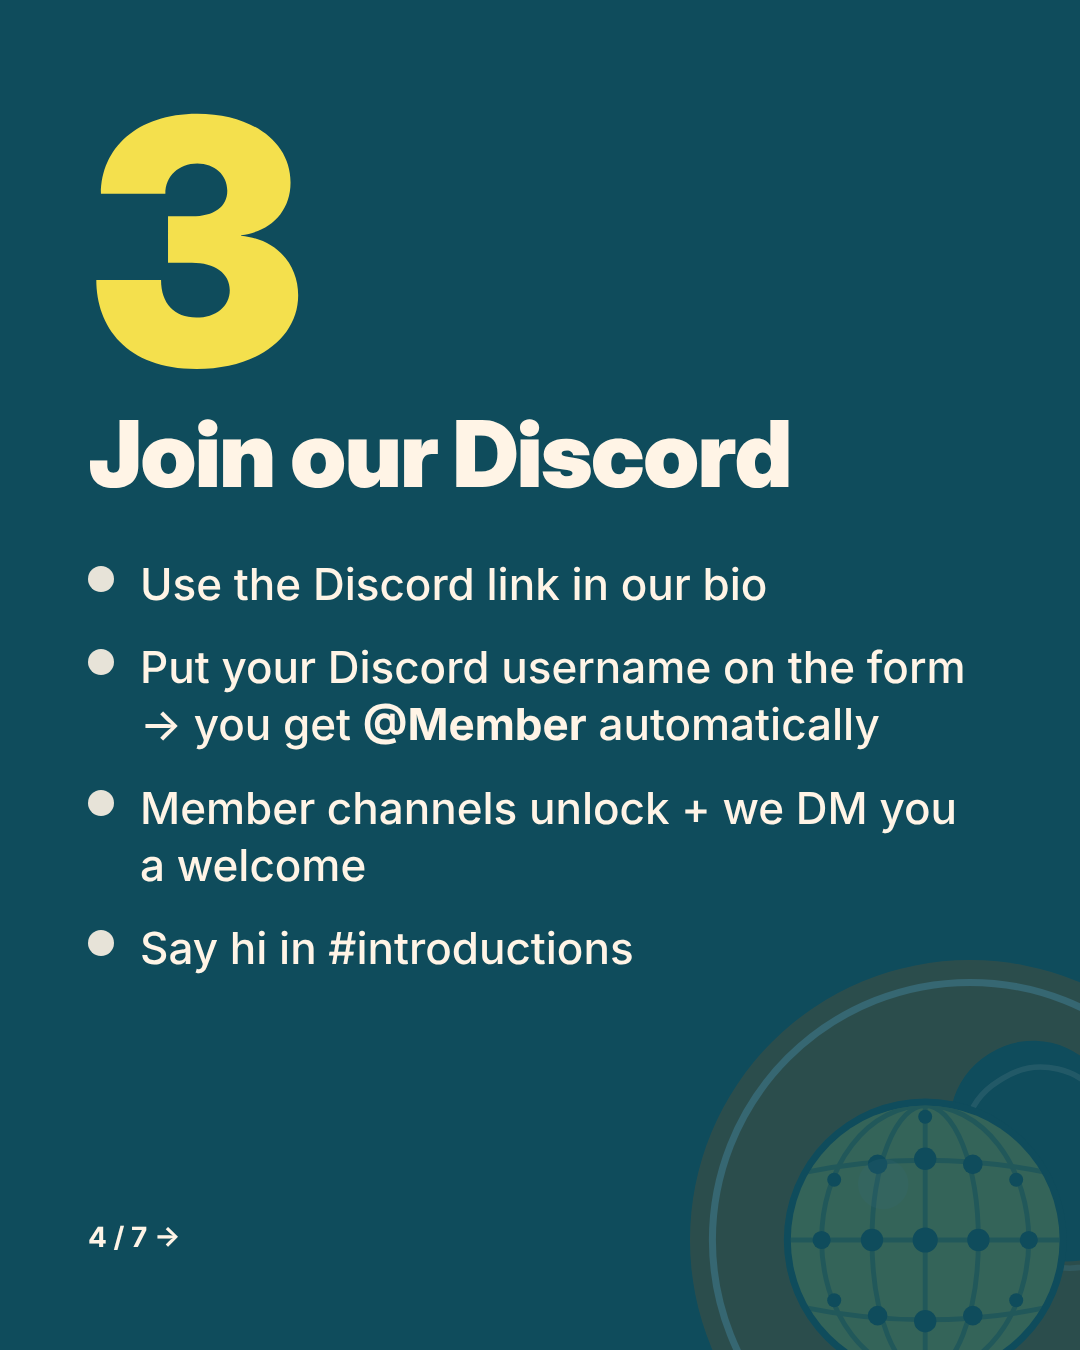 3
Join our Discord
Use the Discord link in our bio
Put your Discord username on the form
→ you get @Member automatically
Member channels unlock + we DM you
a welcome
Say hi in #introductions
4 / 7 →